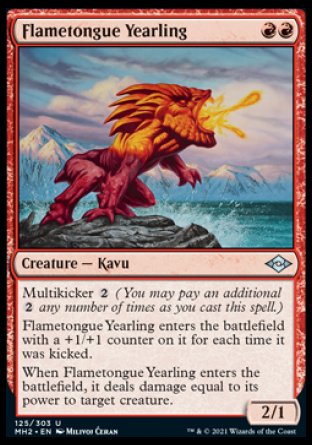 Flametongue Yearling
Creature — Kavu
Multikicker 2 (You may pay an additional
2 any number of times as you cast this spell.)
Flametongue Yearling enters the battlefield
with a +1/+1 counter on it for each time it
was kicked.
When Flametongue Yearling enters the
battlefield, it deals damage equal to its
power to target creature.
2/1
125/303 U
MH2 • EN Milivoj Ćeran
™ & © 2021 Wizards of the Coast